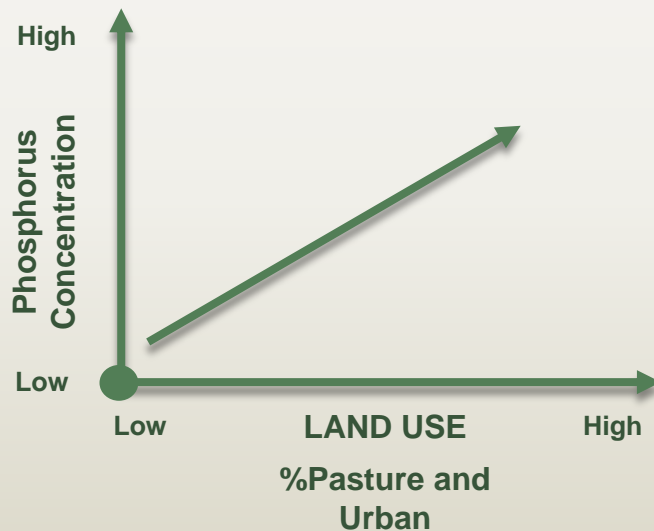 High
Phosphorus
Concentration
Low
Low
LAND USE
High
%Pasture and
Urban